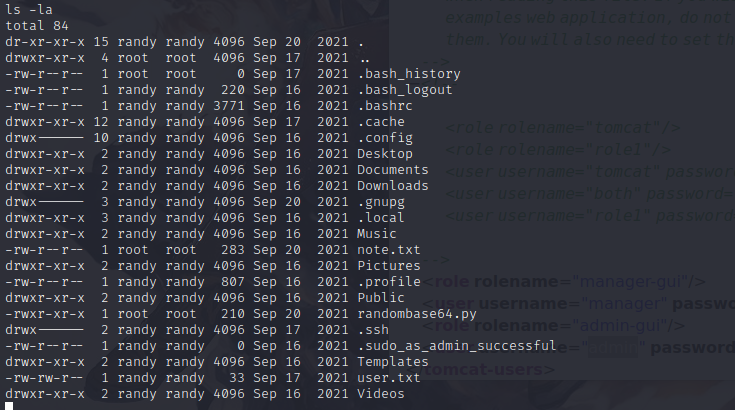 ls -la
total 84
dr-xr-xr-x 15 randy randy 4096 Sep 20  2021 .
drwxr-xr-x  4 root  root  4096 Sep 17  2021 ..
-rw-r--r--  1 root  root     0 Sep 17  2021 .bash_history
-rw-r--r--  1 randy randy  220 Sep 16  2021 .bash_logout
-rw-r--r--  1 randy randy 3771 Sep 16  2021 .bashrc
drwxr-xr-x 12 randy randy 4096 Sep 17  2021 .cache
drwx------ 10 randy randy 4096 Sep 16  2021 .config
drwxr-xr-x  2 randy randy 4096 Sep 16  2021 Desktop
drwxr-xr-x  2 randy randy 4096 Sep 16  2021 Documents
drwxr-xr-x  2 randy randy 4096 Sep 16  2021 Downloads
drwx------  3 randy randy 4096 Sep 20  2021 .gnupg
drwxr-xr-x  3 randy randy 4096 Sep 16  2021 .local
drwxr-xr-x  2 randy randy 4096 Sep 16  2021 Music
-rw-r--r--  1 root  root   283 Sep 20  2021 note.txt
drwxr-xr-x  2 randy randy 4096 Sep 16  2021 Pictures
-rw-r--r--  1 randy randy  807 Sep 16  2021 .profile
drwxr-xr-x  2 randy randy 4096 Sep 16  2021 Public
-rwxr-xr-x  1 root  root   210 Sep 20  2021 randombase64.py
drwx------  2 randy randy 4096 Sep 17  2021 .ssh
-rw-r--r--  1 randy randy    0 Sep 16  2021 .sudo_as_admin_successful
drwxr-xr-x  2 randy randy 4096 Sep 16  2021 Templates
-rw-rw-r--  1 randy randy   33 Sep 17  2021 user.txt
drwxr-xr-x  2 randy randy 4096 Sep 16  2021 Videos
examples web application, do not
them. You will also need to set th
<role rolename="tomcat"/>
<role rolename="role1"/>
<user username="tomcat" passwor
<user username="both" password=
<user username="role1" password
-->
<role rolename="manager-gui"/>
<user username="manager" passwo
<role rolename="admin-gui"/>
passwo
</tomcat-users>